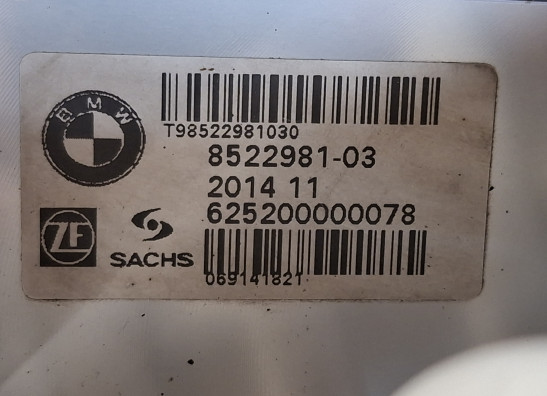 BMW
T98522981030
8522981-03
2014 11
625200000078
ZF
SACHS
069141821